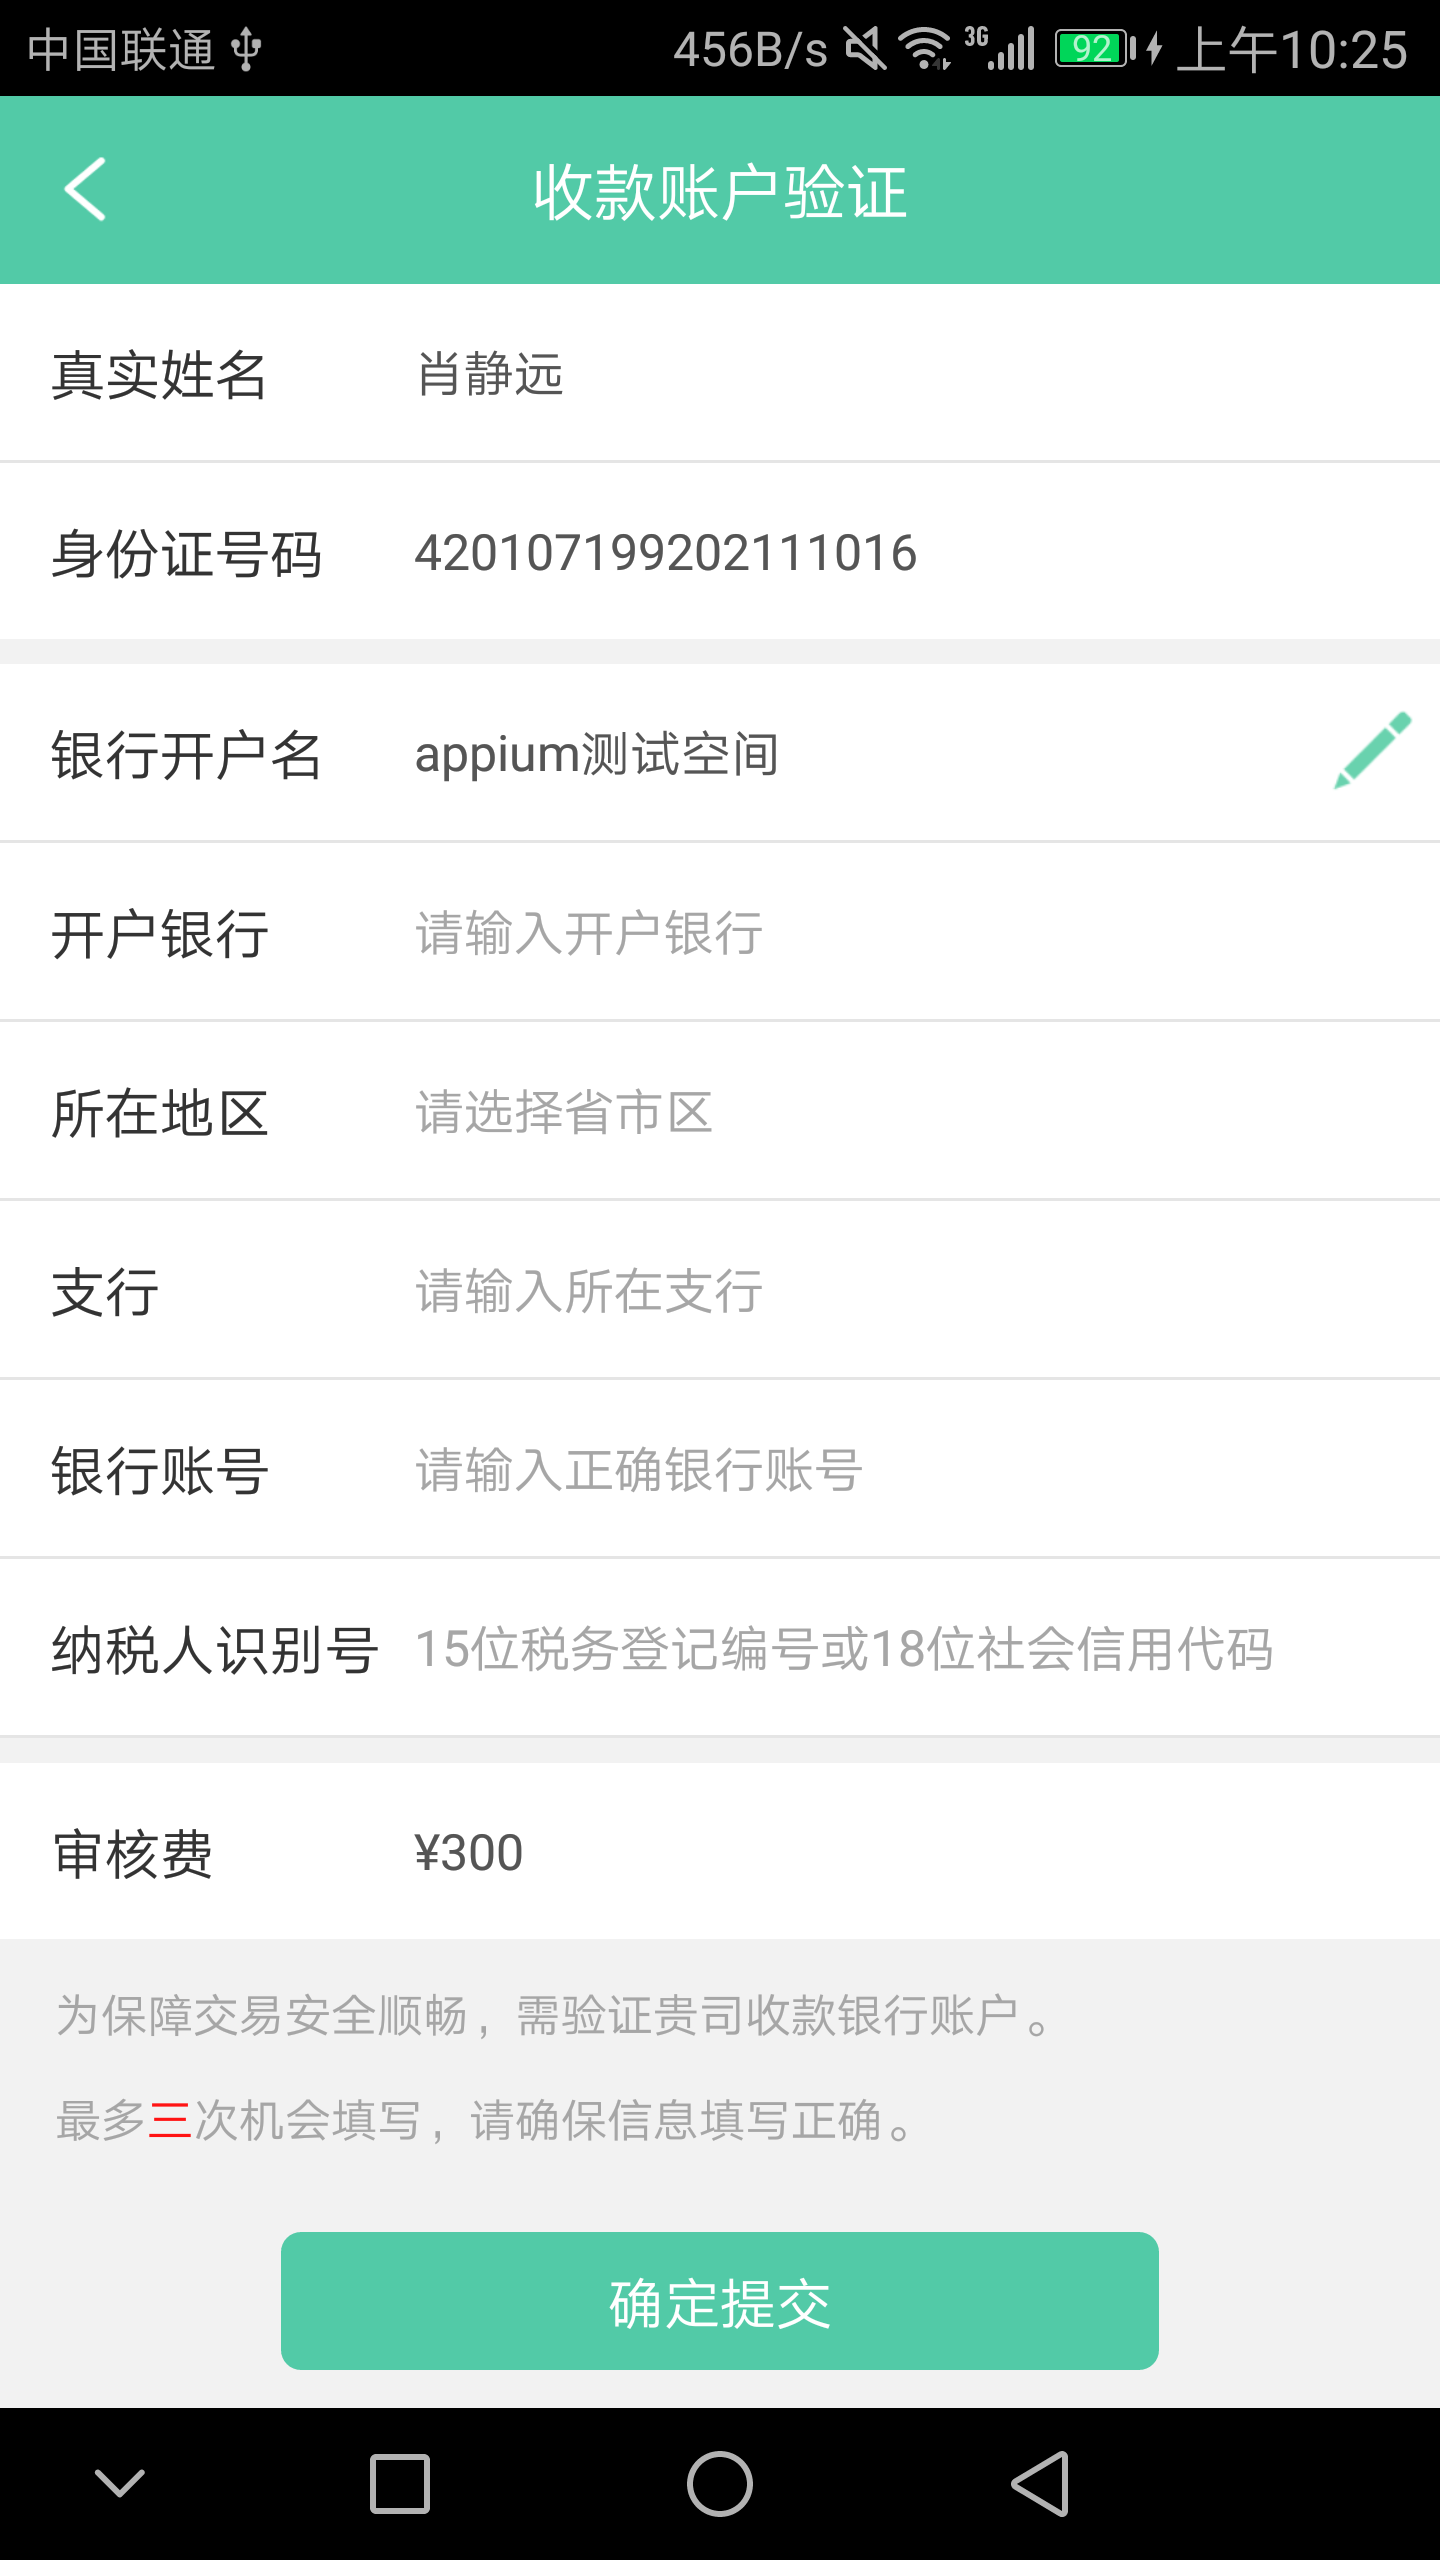 中国联通 456B/s 3G 92 上午10:25
收款账户验证
真实姓名 肖静远
身份证号码 420107199202111016
银行开户名 appium测试空间
开户银行 请输入开户银行
所在地区 请选择省市区
支行 请输入所在支行
银行账号 请输入正确银行账号
纳税人识别号 15位税务登记编号或18位社会信用代码
审核费 ¥300
为保障交易安全顺畅，需验证贵司收款银行账户。
最多三次机会填写，请确保信息填写正确。
确定提交